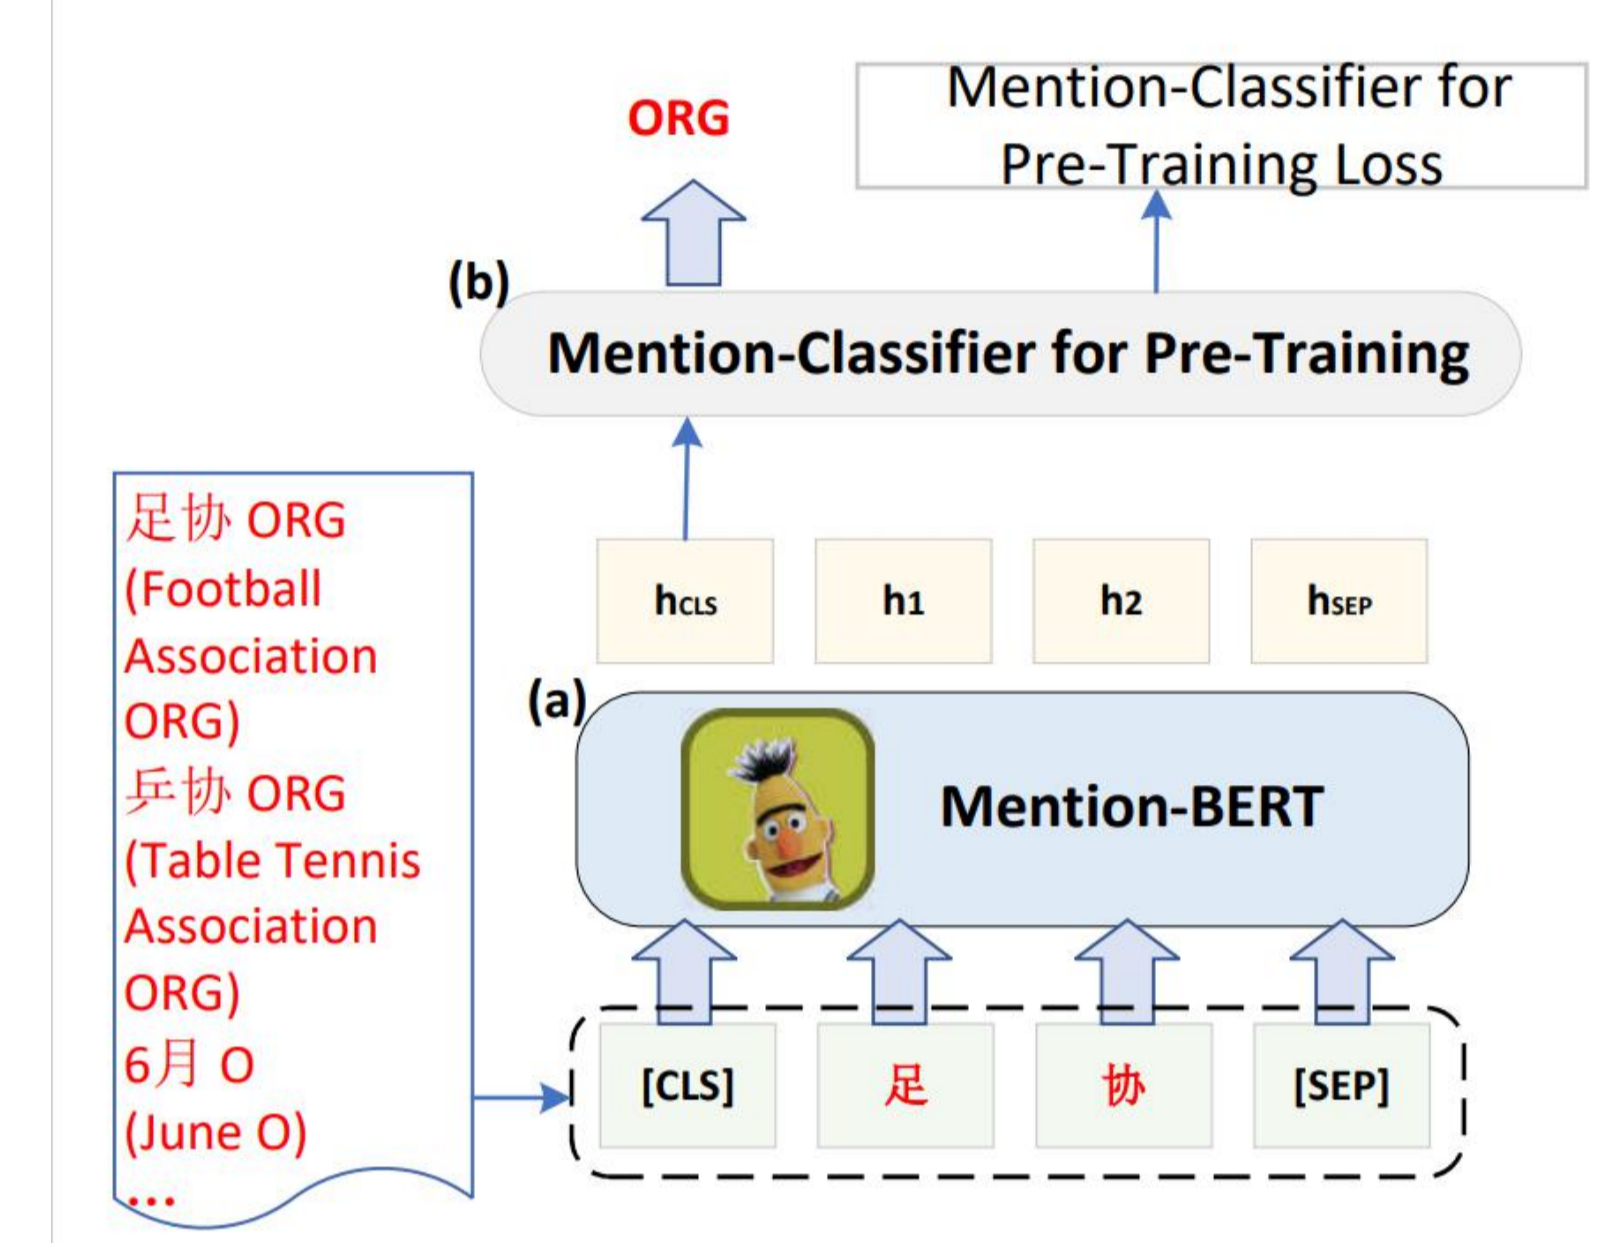 ORG
Mention-Classifier for
Pre-Training Loss
(b)
Mention-Classifier for Pre-Training
足协 ORG
(Football
Association
ORG)
乒协 ORG
(Table Tennis
Association
ORG)
6月 O
(June O)
...
hCLS
h1
h2
hSEP
(a)
Mention-BERT
[CLS]
足
协
[SEP]